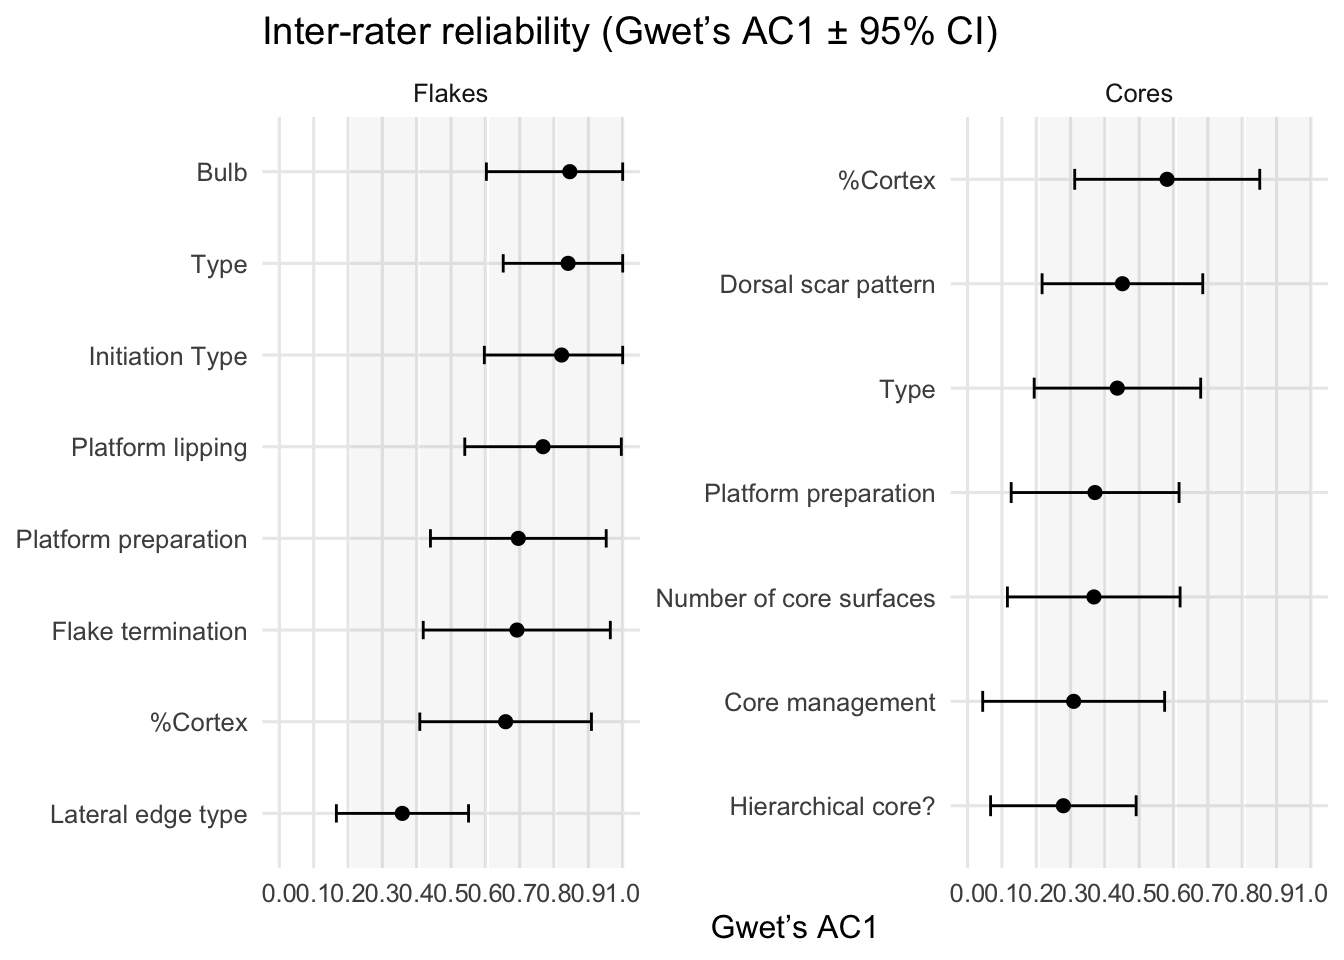 Inter-rater reliability (Gwet’s AC1 ± 95% CI)
Flakes
Bulb
Type
Initiation Type
Platform lipping
Platform preparation
Flake termination
%Cortex
Lateral edge type
0.00.10.20.30.40.50.60.70.80.91.0
Cores
%Cortex
Dorsal scar pattern
Type
Platform preparation
Number of core surfaces
Core management
Hierarchical core?
0.00.10.20.30.40.50.60.70.80.91.0
Gwet’s AC1